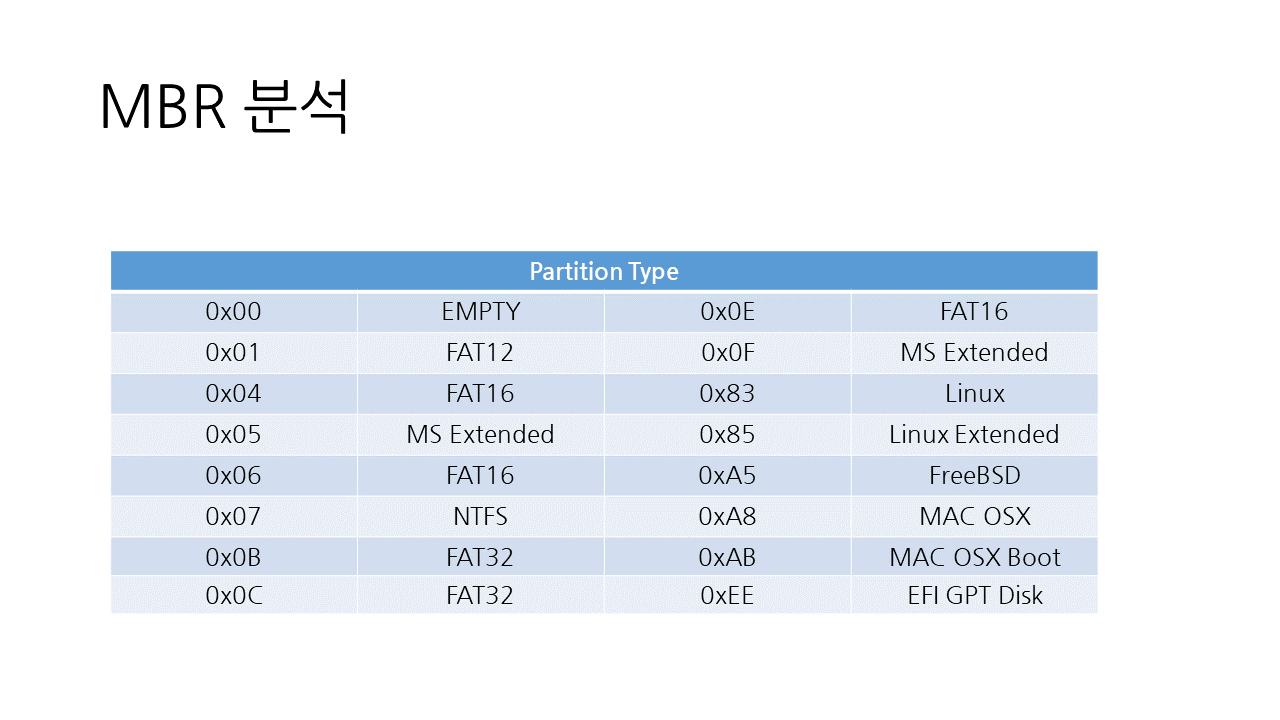 MBR 분석
Partition Type
0x00 EMPTY 0x0E FAT16
0x01 FAT12 0x0F MS Extended
0x04 FAT16 0x83 Linux
0x05 MS Extended 0x85 Linux Extended
0x06 FAT16 0xA5 FreeBSD
0x07 NTFS 0xA8 MAC OSX
0x0B FAT32 0xAB MAC OSX Boot
0x0C FAT32 0xEE EFI GPT Disk